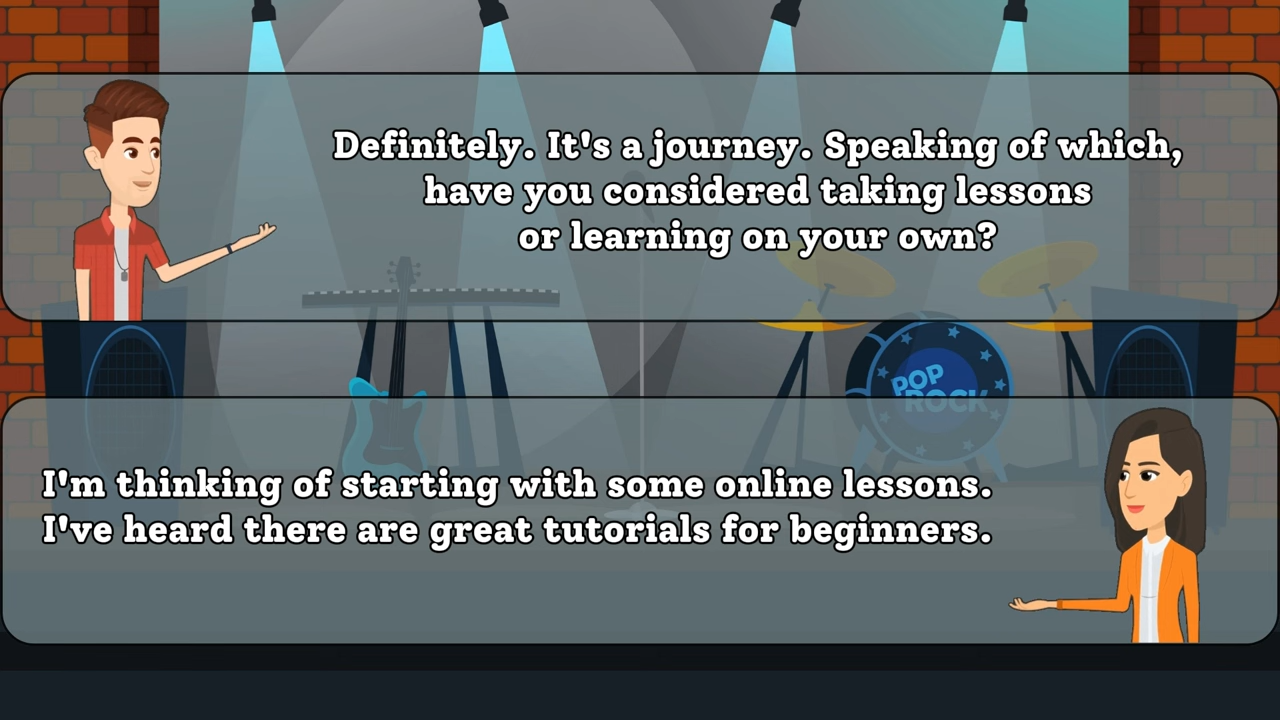 Definitely. It's a journey. Speaking of which,
have you considered taking lessons
or learning on your own?
POP
ROCK
I'm thinking of starting with some online lessons.
I've heard there are great tutorials for beginners.